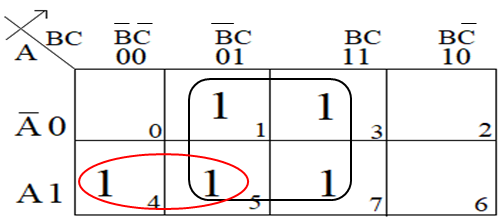 BC B̅C̅ B̅C BC BC̅
A 00 01 11 10
A̅ 0 0 1 1 1 3 2
A 1 1 4 1 5 1 7 6